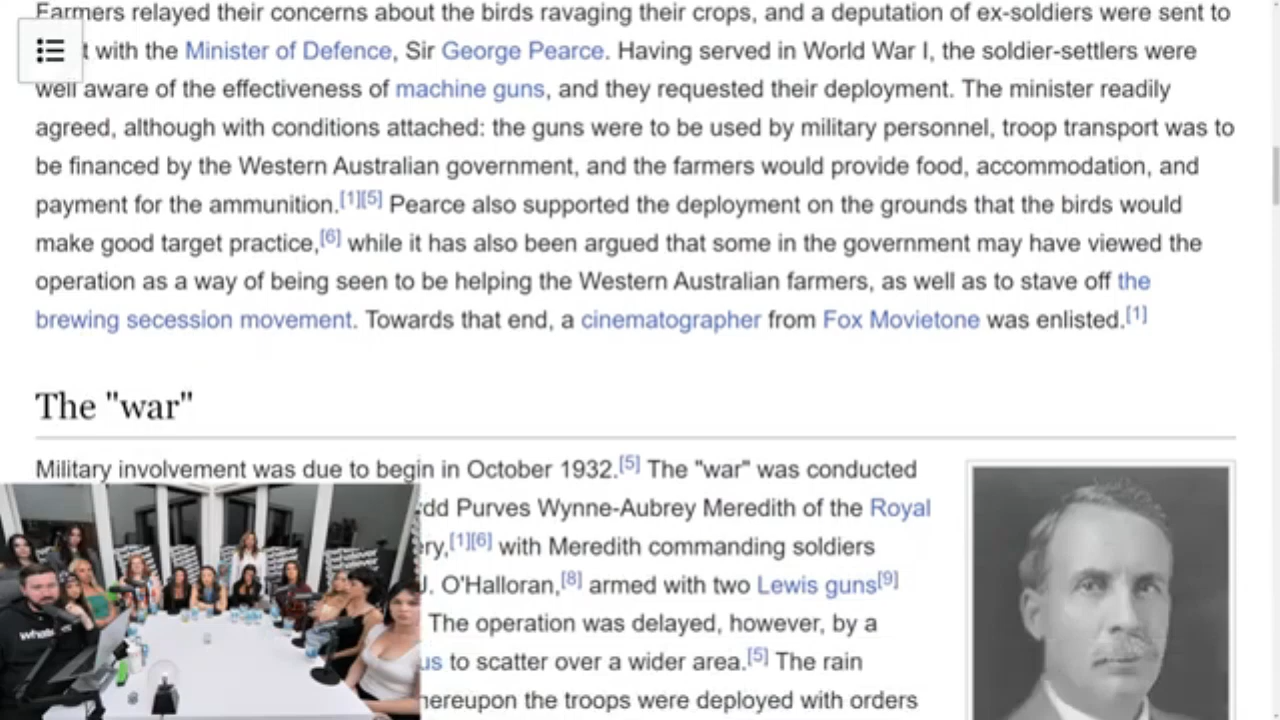 Farmers relayed their concerns about the birds ravaging their crops, and a deputation of ex-soldiers were sent to
with the Minister of Defence, Sir George Pearce. Having served in World War I, the soldier-settlers were
well aware of the effectiveness of machine guns, and they requested their deployment. The minister readily
agreed, although with conditions attached: the guns were to be used by military personnel, troop transport was to
be financed by the Western Australian government, and the farmers would provide food, accommodation, and
payment for the ammunition.[1][5] Pearce also supported the deployment on the grounds that the birds would
make good target practice,[6] while it has also been argued that some in the government may have viewed the
operation as a way of being seen to be helping the Western Australian farmers, as well as to stave off the
brewing secession movement. Towards that end, a cinematographer from Fox Movietone was enlisted.[1]
The "war"
Military involvement was due to begin in October 1932.[5] The "war" was conducted
Purves Wynne-Aubrey Meredith of the Royal
[1][6] with Meredith commanding soldiers
J. O'Halloran,[8] armed with two Lewis guns[9]
The operation was delayed, however, by a
to scatter over a wider area.[5] The rain
the troops were deployed with orders